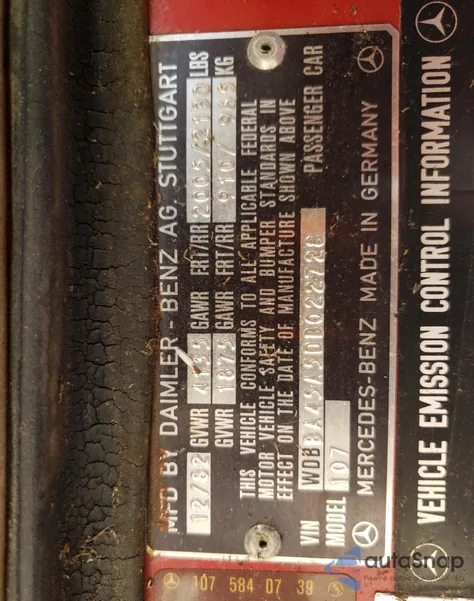 MFD BY DAIMLER-BENZ AG, STUTTGART
12/82 GVWR 4135 GAWR FRT/RR 2005/2130 LBS
GVWR 1875 GAWR FRT/RR 910/ 965 KG
THIS VEHICLE CONFORMS TO ALL APPLICABLE FEDERAL
MOTOR VEHICLE SAFETY AND BUMPER STANDARDS IN
EFFECT ON THE DATE OF MANUFACTURE SHOWN ABOVE
VIN WDBBA45A5DB022728 PASSENGER CAR
MODEL 107
MERCEDES-BENZ MADE IN GERMANY
107 584 07 39
VEHICLE EMISSION CONTROL INFORMATION
autaSnap